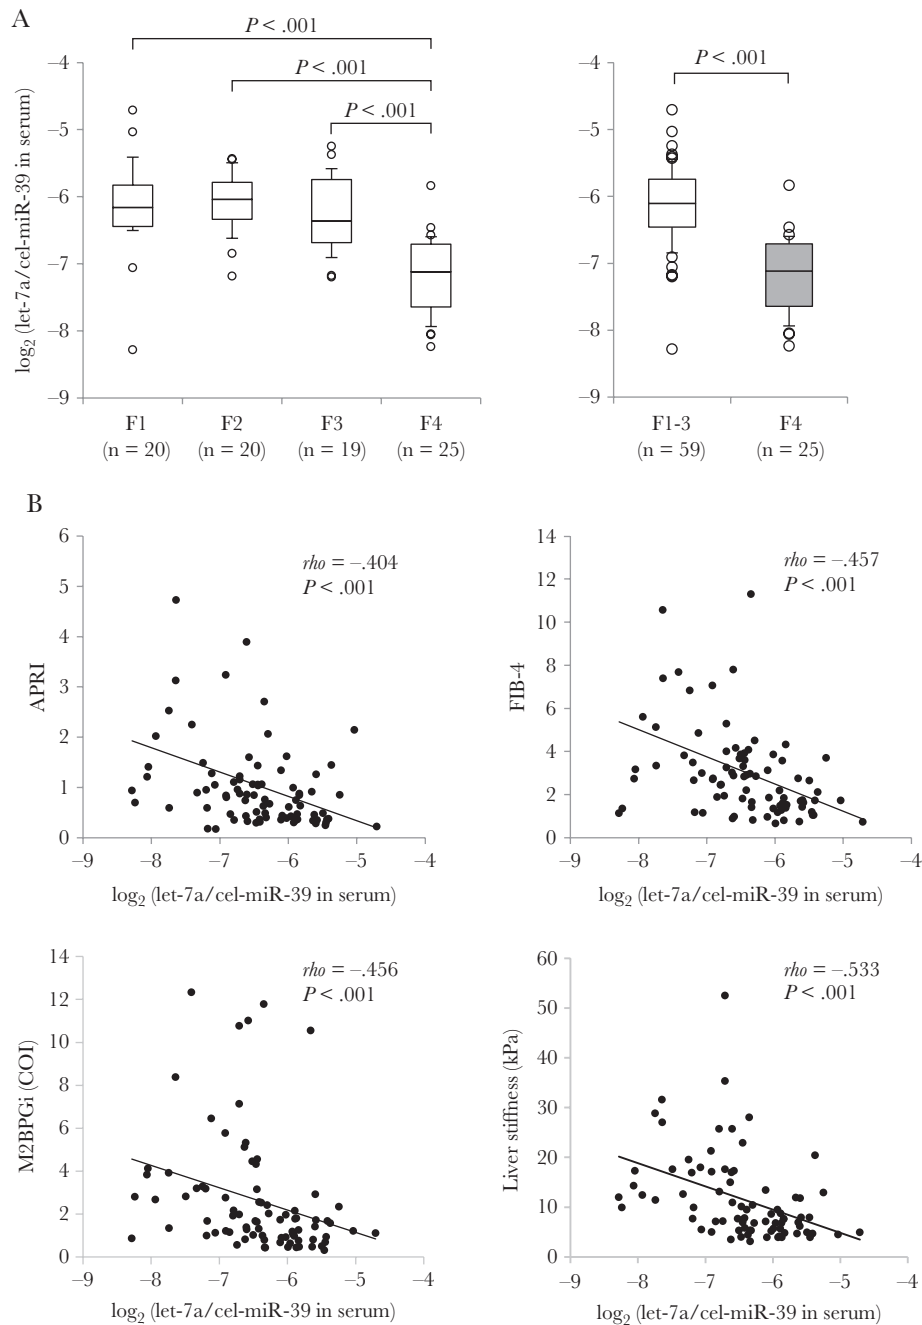 A
P < .001
P < .001
P < .001
P < .001
log2 (let-7a/cel-miR-39 in serum)
–4
–5
–6
–7
–8
–9
F1
(n = 20)
F2
(n = 20)
F3
(n = 19)
F4
(n = 25)
–4
–5
–6
–7
–8
–9
F1-3
(n = 59)
F4
(n = 25)
B
rho = –.404
P < .001
APRI
6
5
4
3
2
1
0
–9
–8
–7
–6
–5
–4
log2 (let-7a/cel-miR-39 in serum)
rho = –.457
P < .001
FIB-4
14
12
10
8
6
4
2
0
–9
–8
–7
–6
–5
–4
log2 (let-7a/cel-miR-39 in serum)
rho = –.456
P < .001
M2BPGi (COI)
14
12
10
8
6
4
2
0
–9
–8
–7
–6
–5
–4
log2 (let-7a/cel-miR-39 in serum)
rho = –.533
P < .001
Liver stiffness (kPa)
60
50
40
30
20
10
0
–9
–8
–7
–6
–5
–4
log2 (let-7a/cel-miR-39 in serum)